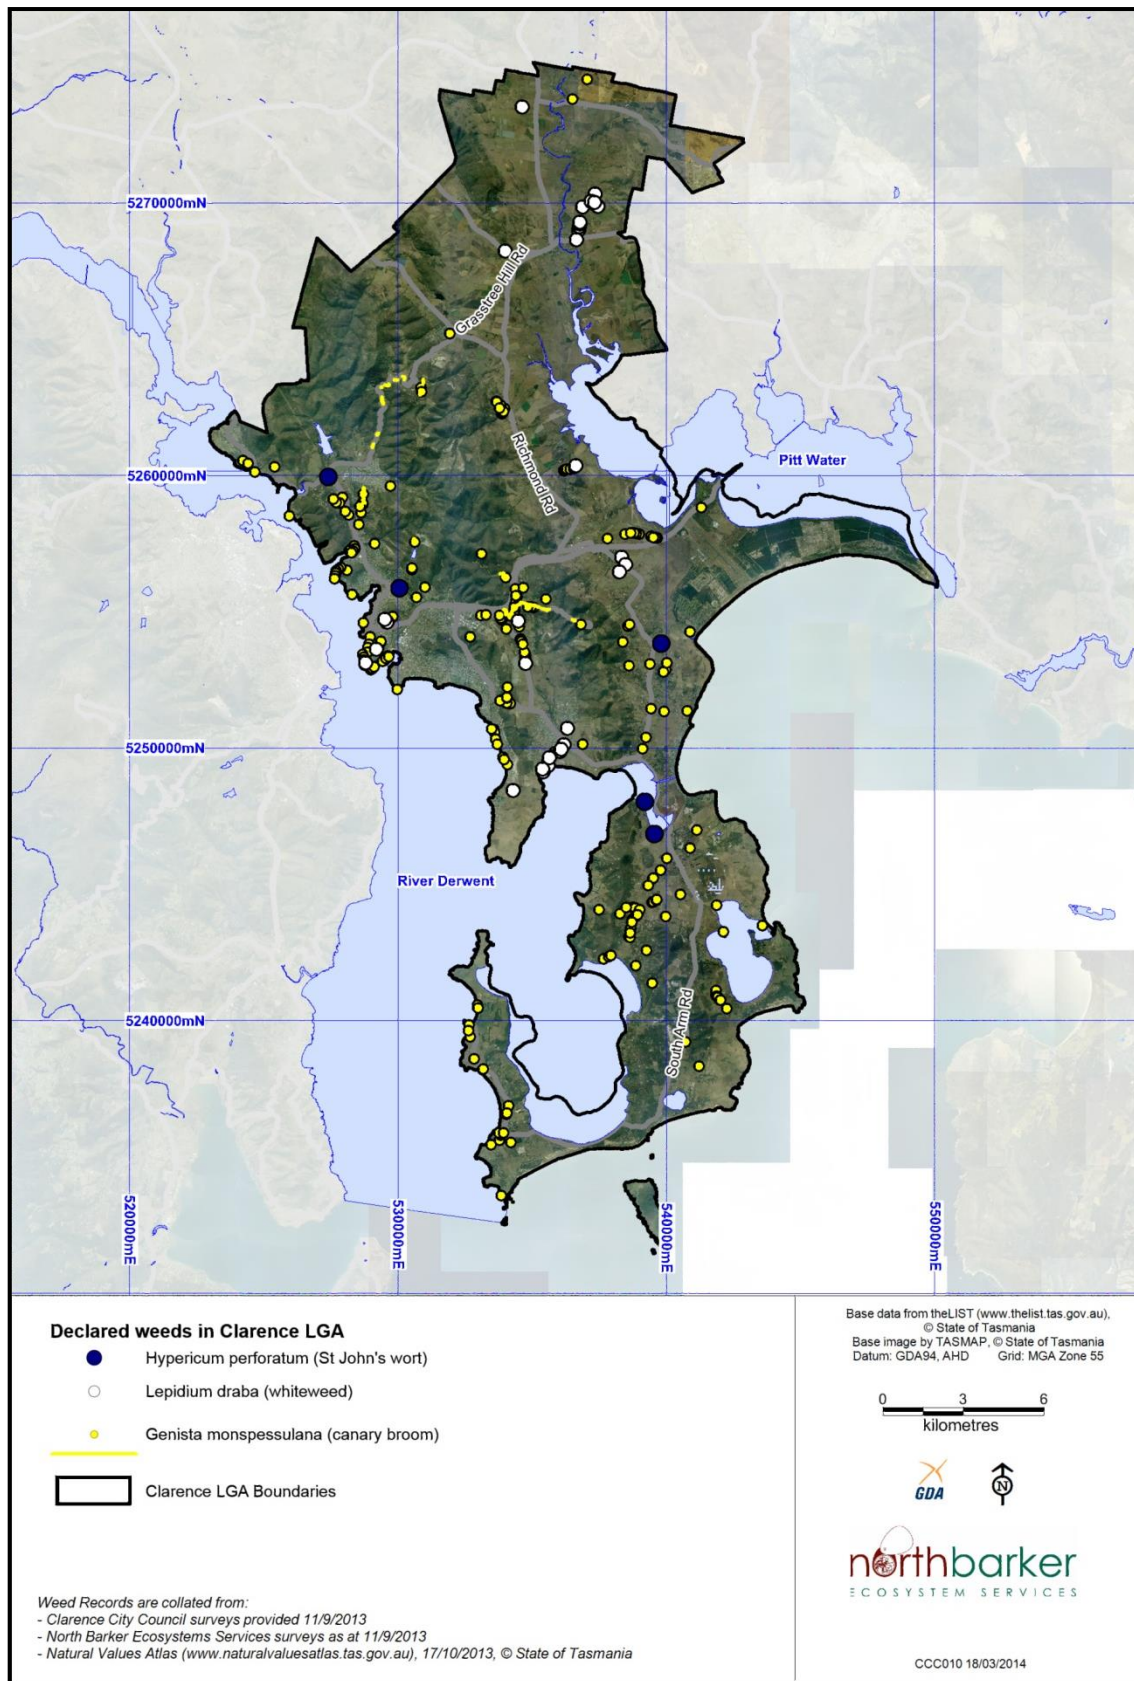 5270000mN
Grasstree Hill Rd
Richmond Rd
5260000mN
Pitt Water
5250000mN
River Derwent
5240000mN
South Arm Rd
520000mE
530000mE
540000mE
550000mE
Declared weeds in Clarence LGA
Hypericum perforatum (St John's wort)
Lepidium draba (whiteweed)
Genista monspessulana (canary broom)
Clarence LGA Boundaries
Weed Records are collated from:
- Clarence City Council surveys provided 11/9/2013
- North Barker Ecosystems Services surveys as at 11/9/2013
- Natural Values Atlas (www.naturalvaluesatlas.tas.gov.au), 17/10/2013, © State of Tasmania
Base data from theLIST (www.thelist.tas.gov.au),
© State of Tasmania
Base image by TASMAP, © State of Tasmania
Datum: GDA94, AHD Grid: MGA Zone 55
0 3 6
kilometres
GDA
N
northbarker
ECOSYSTEM SERVICES
CCC010 18/03/2014